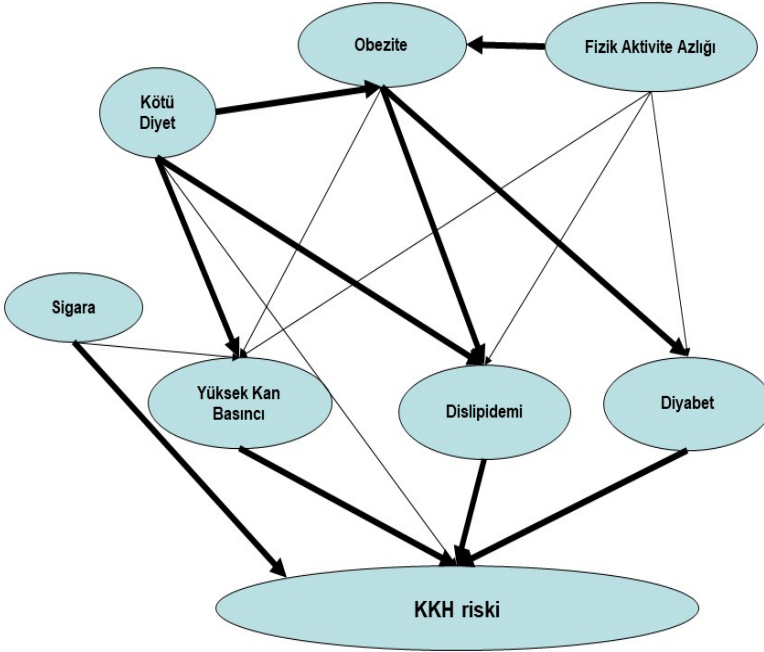 Obezite
Fizik Aktivite Azlığı
Kötü
Diyet
Sigara
Yüksek Kan
Basıncı
Dislipidemi
Diyabet
KKH riski